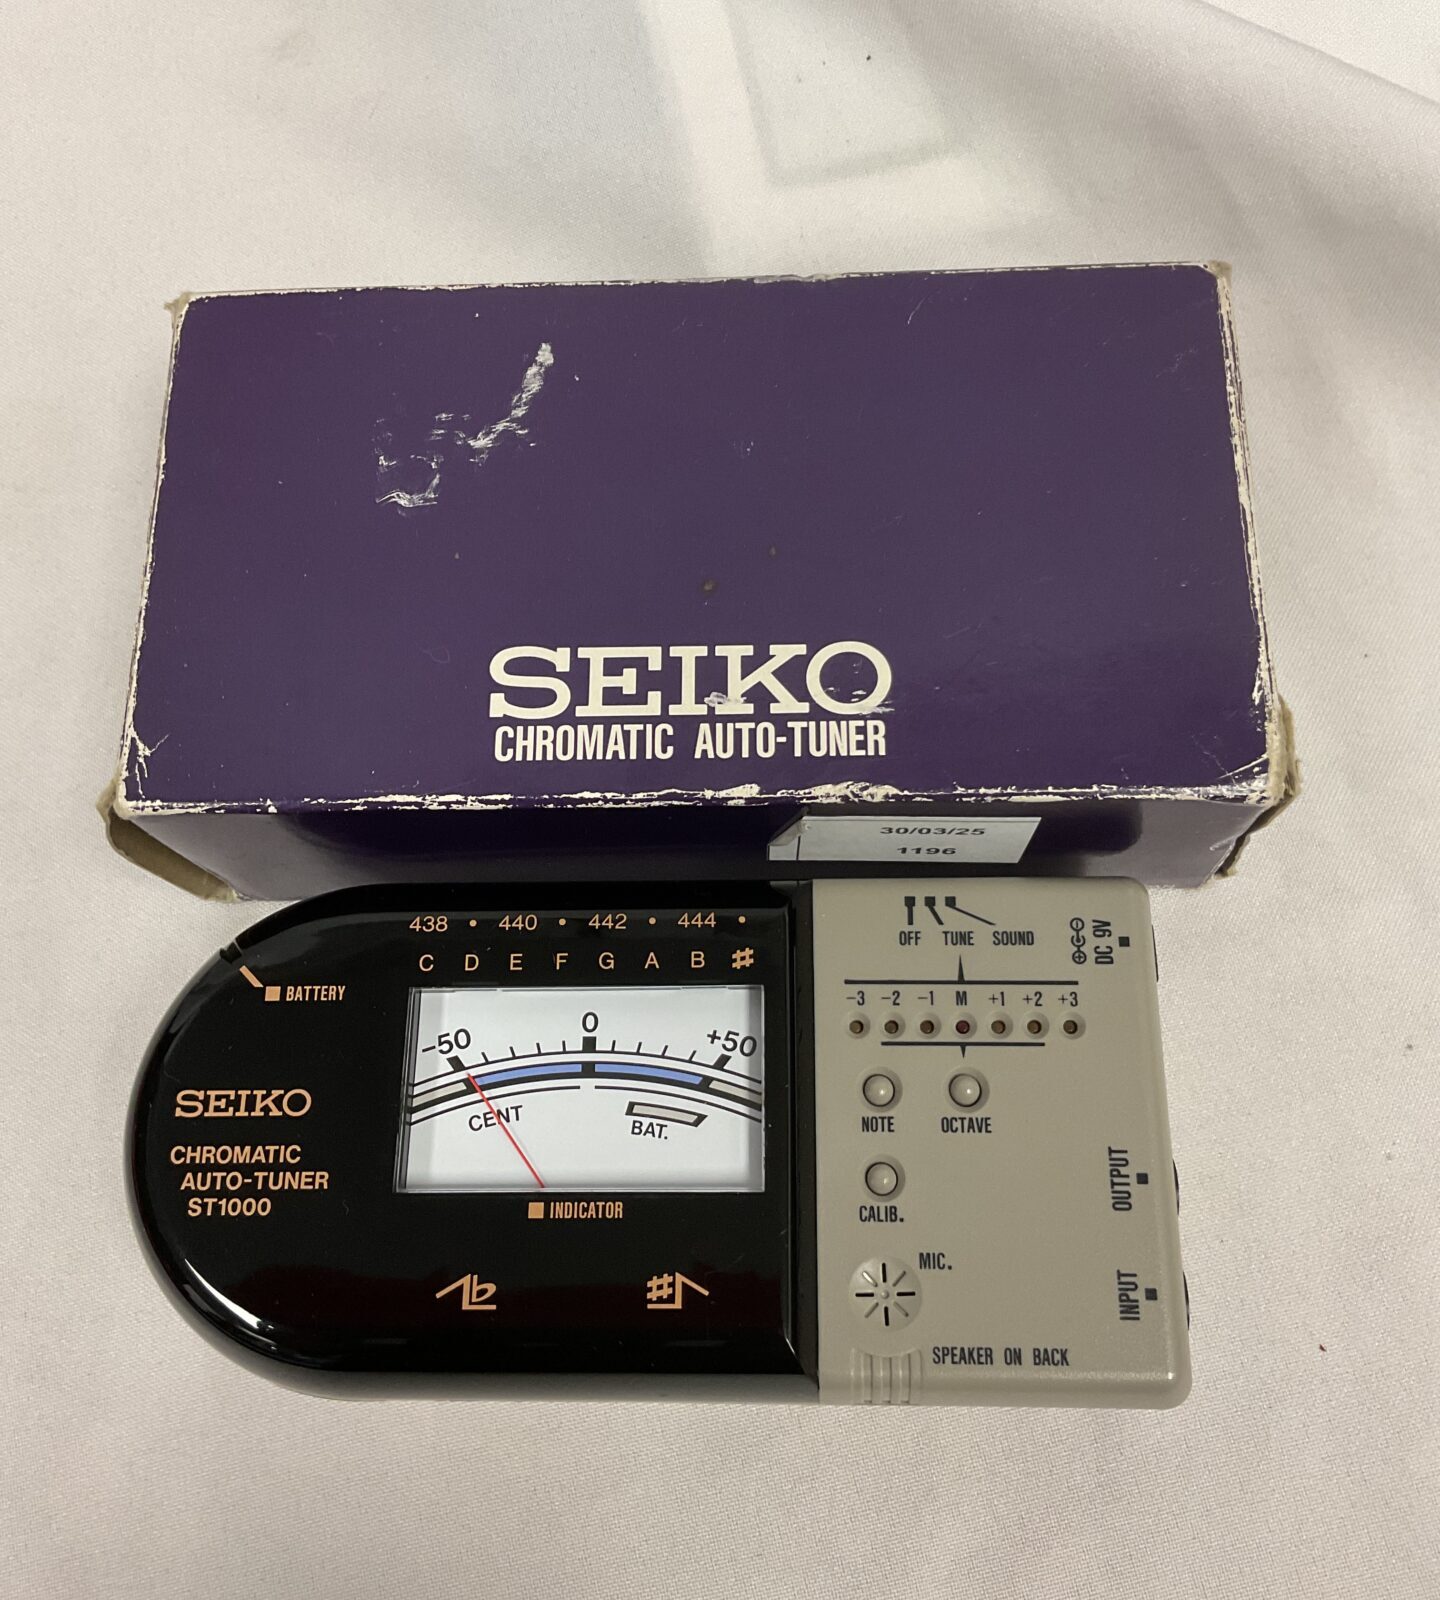 SEIKO
CHROMATIC AUTO-TUNER
30/03/25
1196
438 • 440 • 442 • 444 •
C D E F G A B #
BATTERY
-50 0 +50
CENT
BAT.
SEIKO
CHROMATIC
AUTO-TUNER
ST1000
INDICATOR
♭ #
OFF TUNE SOUND
DC 9V
-3 -2 -1 M +1 +2 +3
NOTE OCTAVE
CALIB.
OUTPUT
MIC.
INPUT
SPEAKER ON BACK